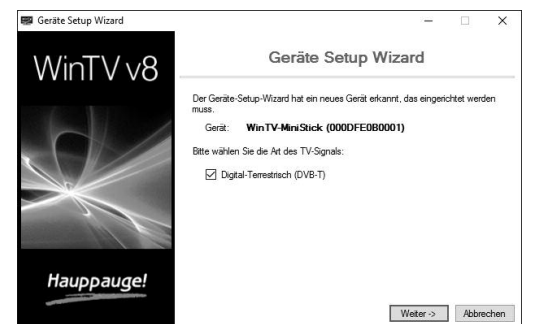 Geräte Setup Wizard
WinTV v8
Geräte Setup Wizard
Der Geräte-Setup-Wizard hat ein neues Gerät erkannt, das eingerichtet werden
muss.
Gerät: WinTV-MiniStick (000DFE0B0001)
Bitte wählen Sie die Art des TV-Signals:
Digital-Terrestrisch (DVB-T)
Hauppauge!
Weiter -> Abbrechen